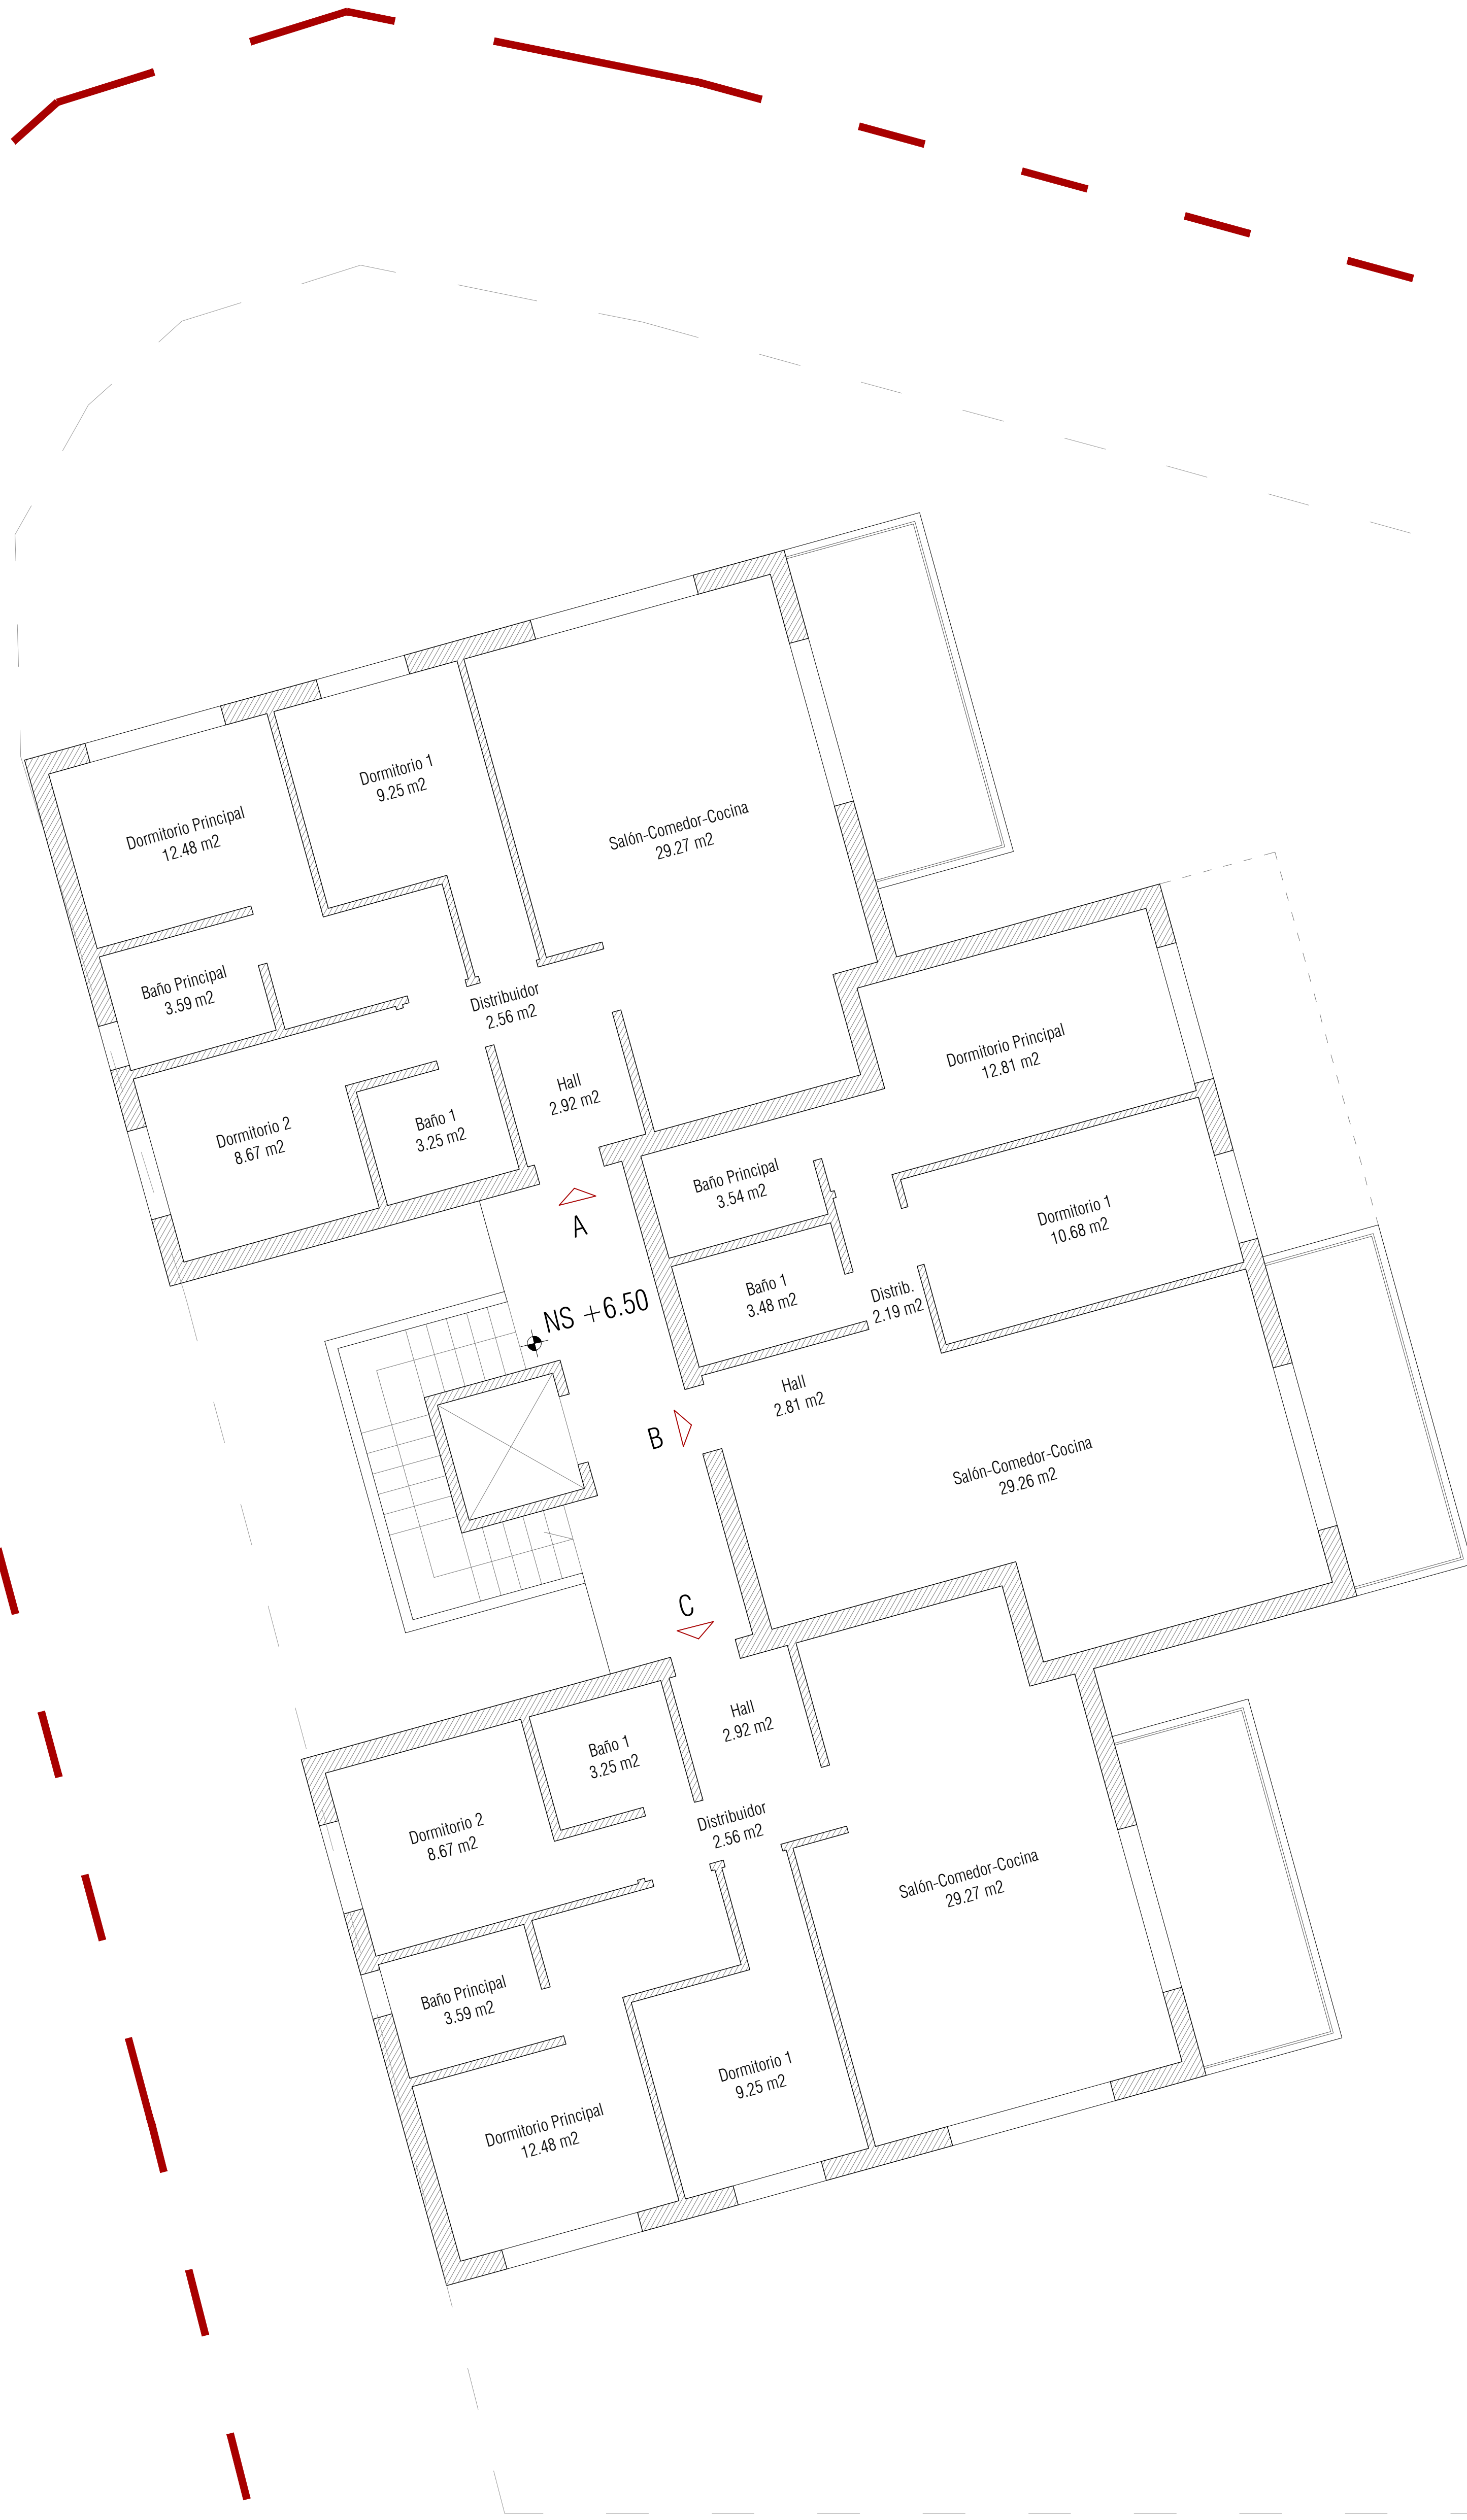 Dormitorio 1
9.25 m2
Dormitorio Principal
12.48 m2
Salón-Comedor-Cocina
29.27 m2
Baño Principal
3.59 m2
Distribuidor
2.56 m2
Hall
2.92 m2
Dormitorio 2
8.67 m2
Baño 1
3.25 m2
A
Dormitorio Principal
12.81 m2
Baño Principal
3.54 m2
Dormitorio 1
10.68 m2
Baño 1
3.48 m2
Distrib.
2.19 m2
NS +6.50
Hall
2.81 m2
B
Salón-Comedor-Cocina
29.26 m2
C
Hall
2.92 m2
Baño 1
3.25 m2
Dormitorio 2
8.67 m2
Distribuidor
2.56 m2
Salón-Comedor-Cocina
29.27 m2
Baño Principal
3.59 m2
Dormitorio 1
9.25 m2
Dormitorio Principal
12.48 m2